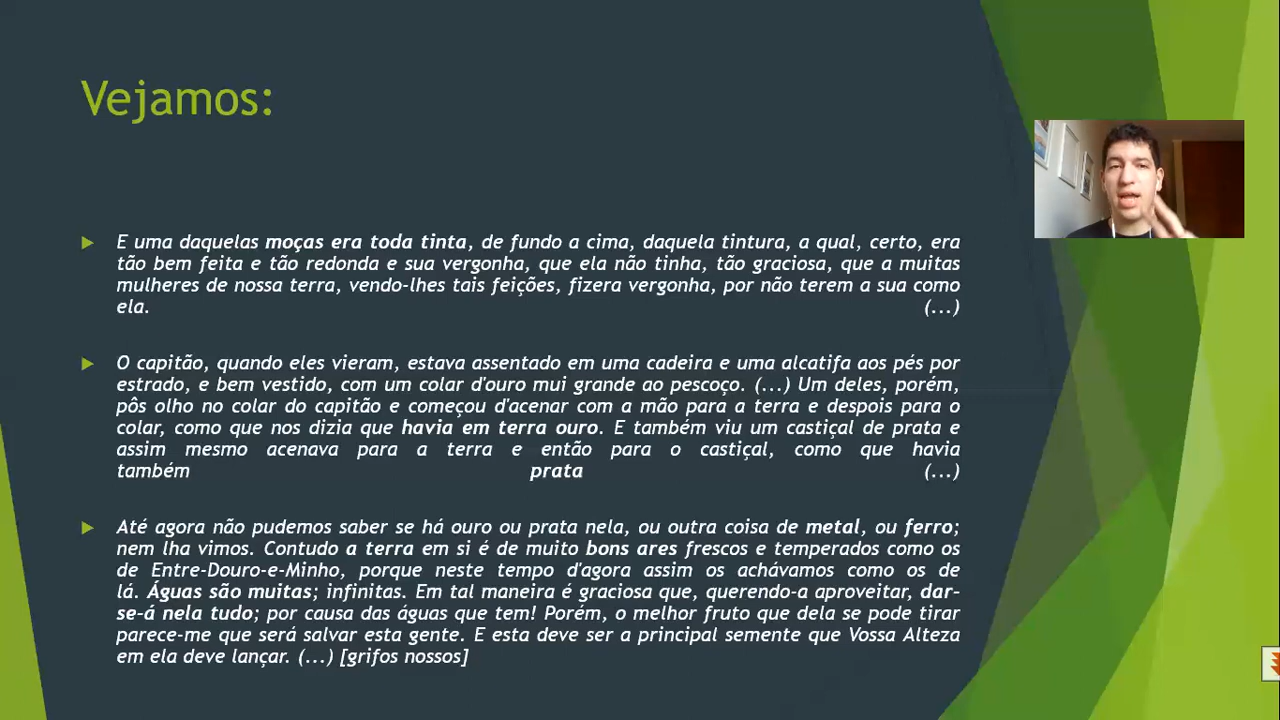 Vejamos:
E uma daquelas moças era toda tinta, de fundo a cima, daquela tintura, a qual, certo, era
tão bem feita e tão redonda e sua vergonha, que ela não tinha, tão graciosa, que a muitas
mulheres de nossa terra, vendo-lhes tais feições, fizera vergonha, por não terem a sua como
ela. (...)
O capitão, quando eles vieram, estava assentado em uma cadeira e uma alcatifa aos pés por
estrado, e bem vestido, com um colar d'ouro mui grande ao pescoço. (...) Um deles, porém,
pôs olho no colar do capitão e começou d'acenar com a mão para a terra e despois para o
colar, como que nos dizia que havia em terra ouro. E também viu um castiçal de prata e
assim mesmo acenava para a terra e então para o castiçal, como que havia
também prata (...)
Até agora não pudemos saber se há ouro ou prata nela, ou outra coisa de metal, ou ferro;
nem lha vimos. Contudo a terra em si é de muito bons ares frescos e temperados como os
de Entre-Douro-e-Minho, porque neste tempo d'agora assim os achávamos como os de
lá. Águas são muitas; infinitas. Em tal maneira é graciosa que, querendo-a aproveitar, dar-
se-á nela tudo; por causa das águas que tem! Porém, o melhor fruto que dela se pode tirar
parece-me que será salvar esta gente. E esta deve ser a principal semente que Vossa Alteza
em ela deve lançar. (...) [grifos nossos]